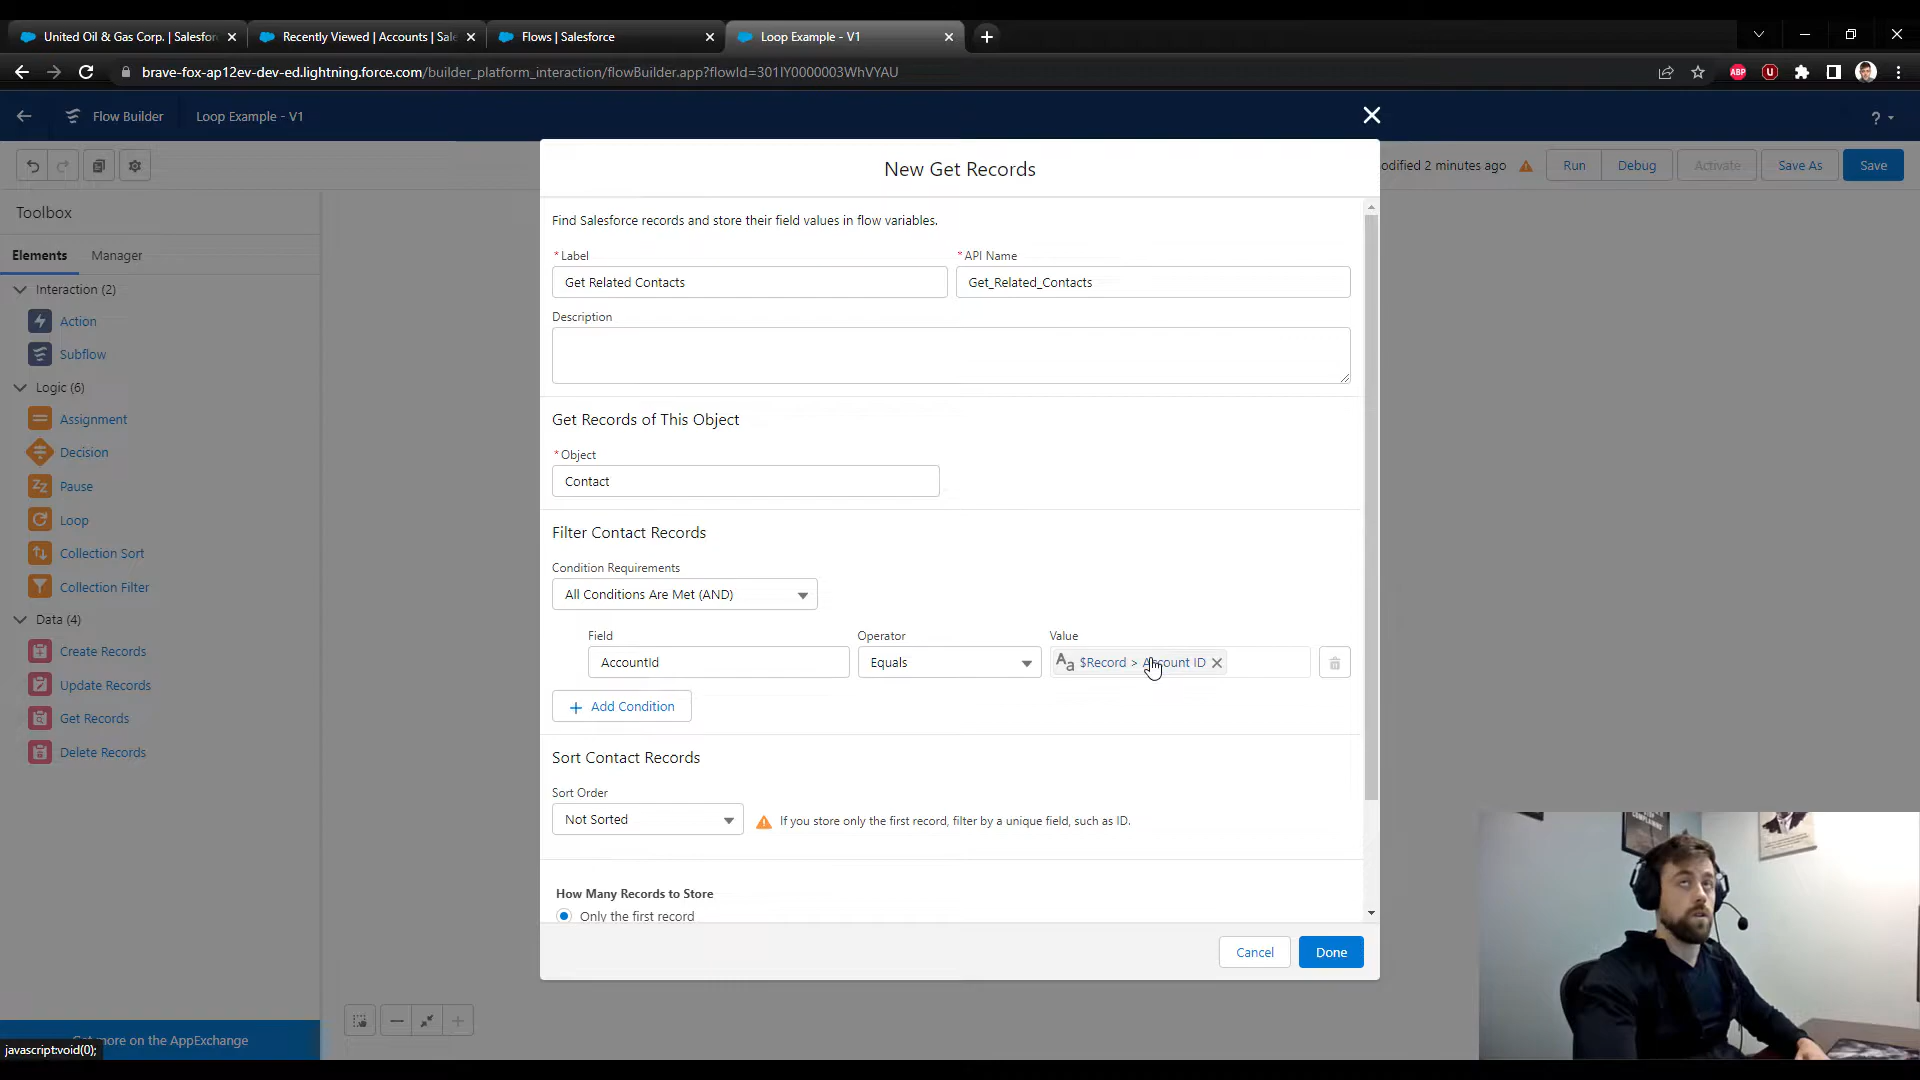 United Oil & Gas Corp. | Salesfor
Recently Viewed | Accounts | Sale
Flows | Salesforce
Loop Example - V1
brave-fox-ap12ev-dev-ed.lightning.force.com/builder_platform_interaction/flowBuilder.app?flowId=301IY0000003WhVYAU
ABP
U
Flow Builder
Loop Example - V1
?
New Get Records
odified 2 minutes ago
Run
Debug
Activate
Save As
Save
Toolbox
Elements
Manager
Interaction (2)
Action
Subflow
Logic (6)
Assignment
Decision
Pause
Loop
Collection Sort
Collection Filter
Data (4)
Create Records
Update Records
Get Records
Delete Records
Find Salesforce records and store their field values in flow variables.
* Label
* API Name
Get Related Contacts
Get_Related_Contacts
Description
Get Records of This Object
* Object
Contact
Filter Contact Records
Condition Requirements
All Conditions Are Met (AND)
Field
Operator
Value
AccountId
Equals
Aa $Record > Account ID
+ Add Condition
Sort Contact Records
Sort Order
Not Sorted
If you store only the first record, filter by a unique field, such as ID.
How Many Records to Store
Only the first record
Cancel
Done
Get more on the AppExchange
javascript:void(0);
COMPLAINING